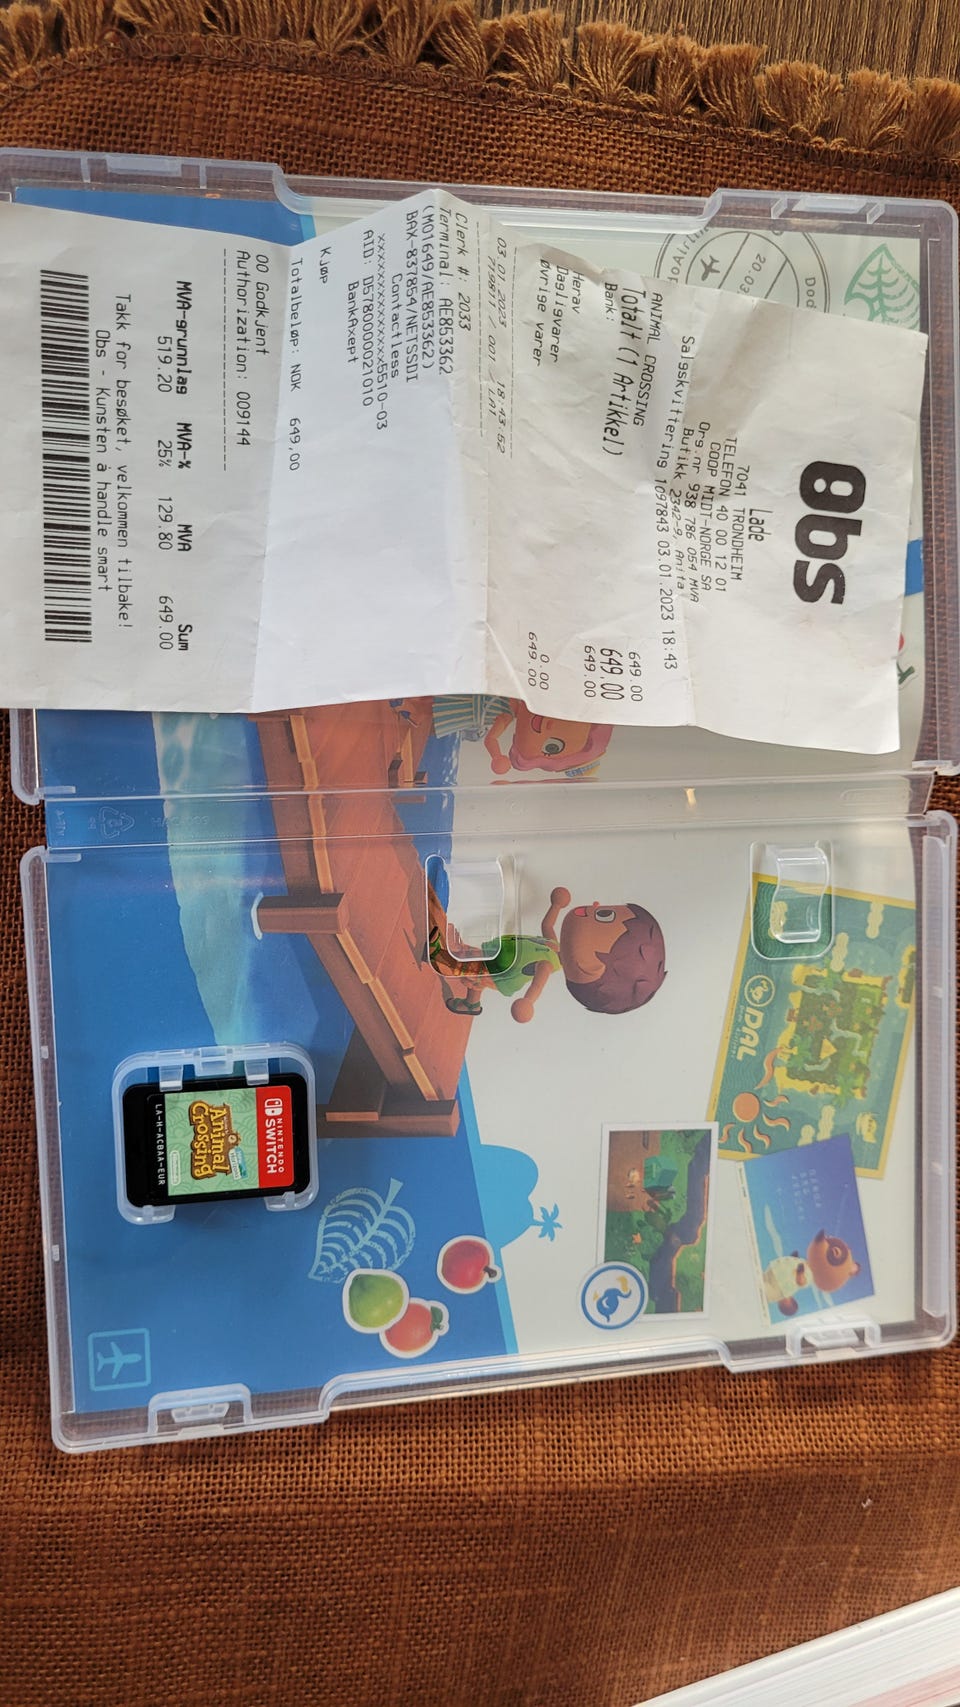 Obs
Lade
7041 TRONDHEIM
TELEFON 40 00 12 01
COOP MIDT-NORGE SA
Org.nr 938 786 054 MVA
Butikk 2342-9, Anita
Salgskvittering 1097843 03.01.2023 18:43
ANIMAL CROSSING 649.00
Totalt (1 Artikkel) 649.00
Bank: 649.00
Herav
Dagligvarer 0.00
Øvrige varer 649.00
03.01.2023 18:43:52
Clerk #: 2033
Terminal: AE853362
(M01649/AE853362)
BAX-837854/NETSSDI
Contactless
xxxxxxxxxxxx5510-03
AID: D5780000021010
BankAxept
Kjøp
Totalbeløp: NOK 649,00
00 Godkjent
Authorization: 009144
MVA-grunnlag MVA-% MVA Sum
519.20 25% 129.80 649.00
Takk for besøket, velkommen tilbake!
Obs - Kunsten å handle smart
NINTENDO
SWITCH
Animal
Crossing
Nintendo
LA-H-ACBAA-EUR
DAL